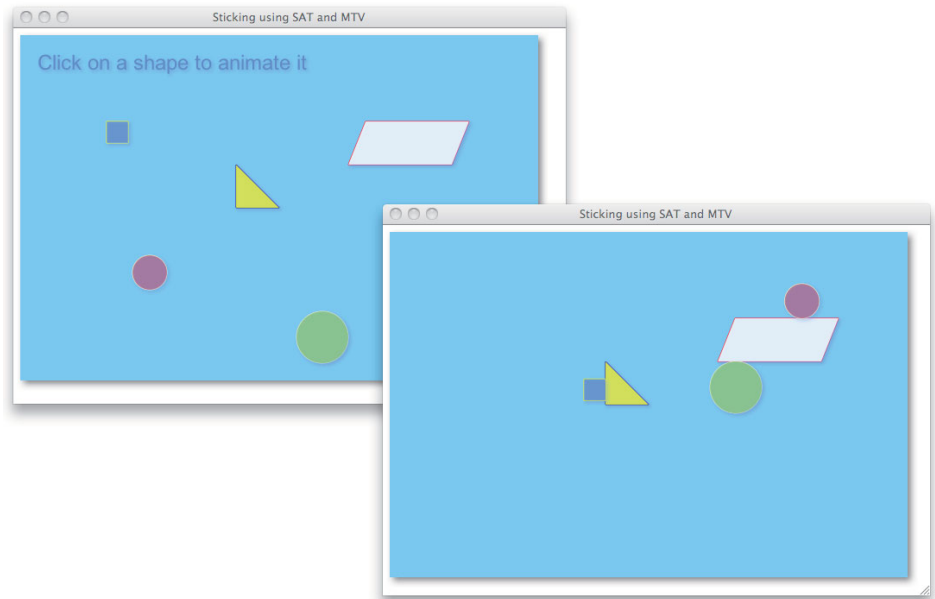 Sticking using SAT and MTV
Click on a shape to animate it
Sticking using SAT and MTV